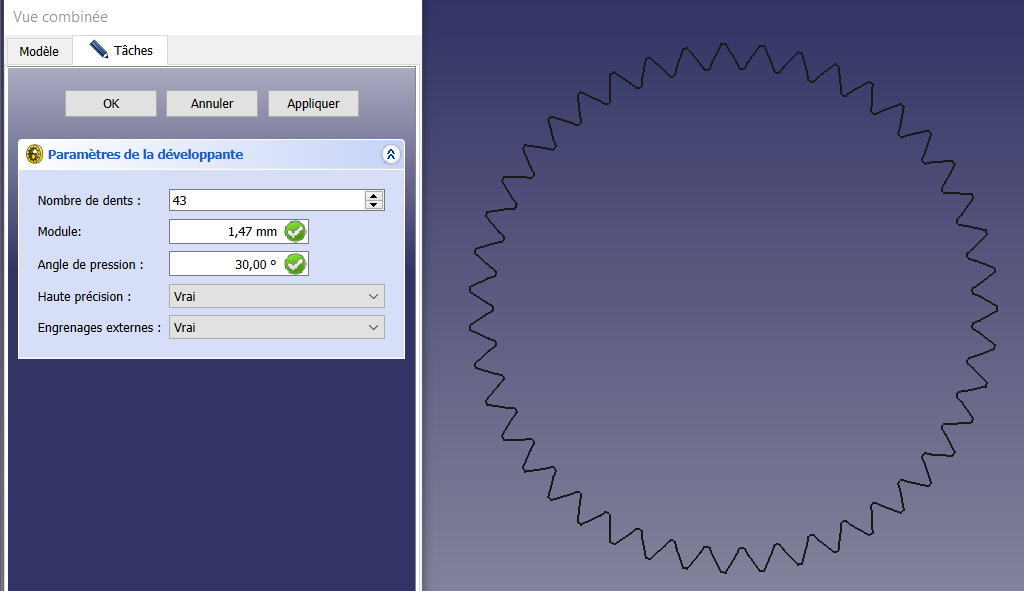 Vue combinée
Modèle
Tâches
OK
Annuler
Appliquer
Paramètres de la développante
Nombre de dents :
43
Module:
1,47 mm
Angle de pression :
30,00 º
Haute précision :
Vrai
Engrenages externes :
Vrai